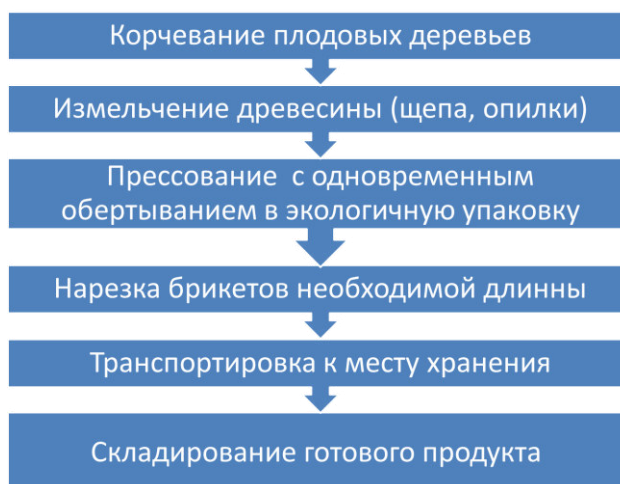 Корчевание плодовых деревьев
Измельчение древесины (щепа, опилки)
Прессование с одновременным
обертыванием в экологичную упаковку
Нарезка брикетов необходимой длинны
Транспортировка к месту хранения
Складирование готового продукта